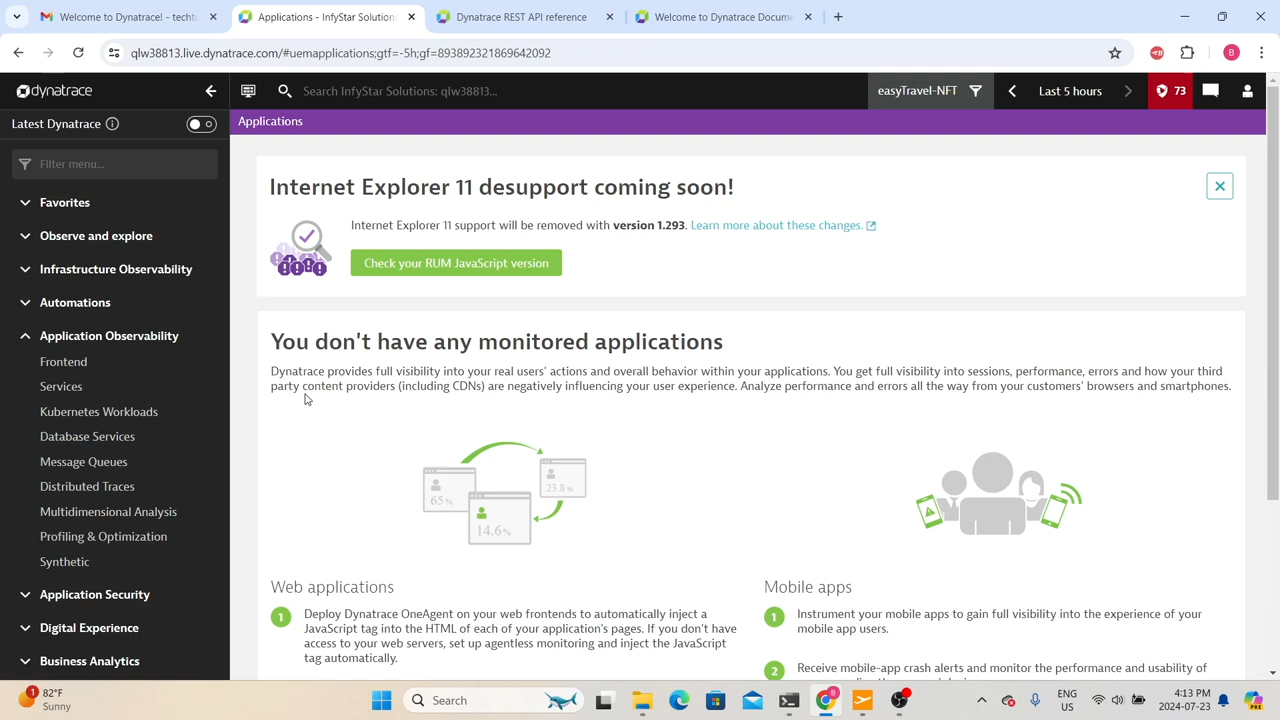 Welcome to Dynatrace! - techt
Applications - InfyStar Solution
Dynatrace REST API reference
Welcome to Dynatrace Docume
qlw38813.live.dynatrace.com/#uemapplications;gtf=-5h;gf=893892321869642092
B
dynatrace
Search InfyStar Solutions: qlw38813...
easyTravel-NFT
Last 5 hours
73
Latest Dynatrace
Applications
Filter menu...
Favorites
Observe and explore
Infrastructure Observability
Automations
Application Observability
Frontend
Services
Kubernetes Workloads
Database Services
Message Queues
Distributed Traces
Multidimensional Analysis
Profiling & Optimization
Synthetic
Application Security
Digital Experience
Business Analytics
Internet Explorer 11 desupport coming soon!
Internet Explorer 11 support will be removed with version 1.293. Learn more about these changes.
Check your RUM JavaScript version
You don't have any monitored applications
Dynatrace provides full visibility into your real users' actions and overall behavior within your applications. You get full visibility into sessions, performance, errors and how your third
party content providers (including CDNs) are negatively influencing your user experience. Analyze performance and errors all the way from your customers' browsers and smartphones.
65 %
23.8 %
14.6 %
Web applications
1
Deploy Dynatrace OneAgent on your web frontends to automatically inject a
JavaScript tag into the HTML of each of your application's pages. If you don't have
access to your web servers, set up agentless monitoring and inject the JavaScript
tag automatically.
Mobile apps
1
Instrument your mobile apps to gain full visibility into the experience of your
mobile app users.
2
Receive mobile-app crash alerts and monitor the performance and usability of
1
82°F
Sunny
Search
B
ENG
US
4:13 PM
2024-07-23
PRE